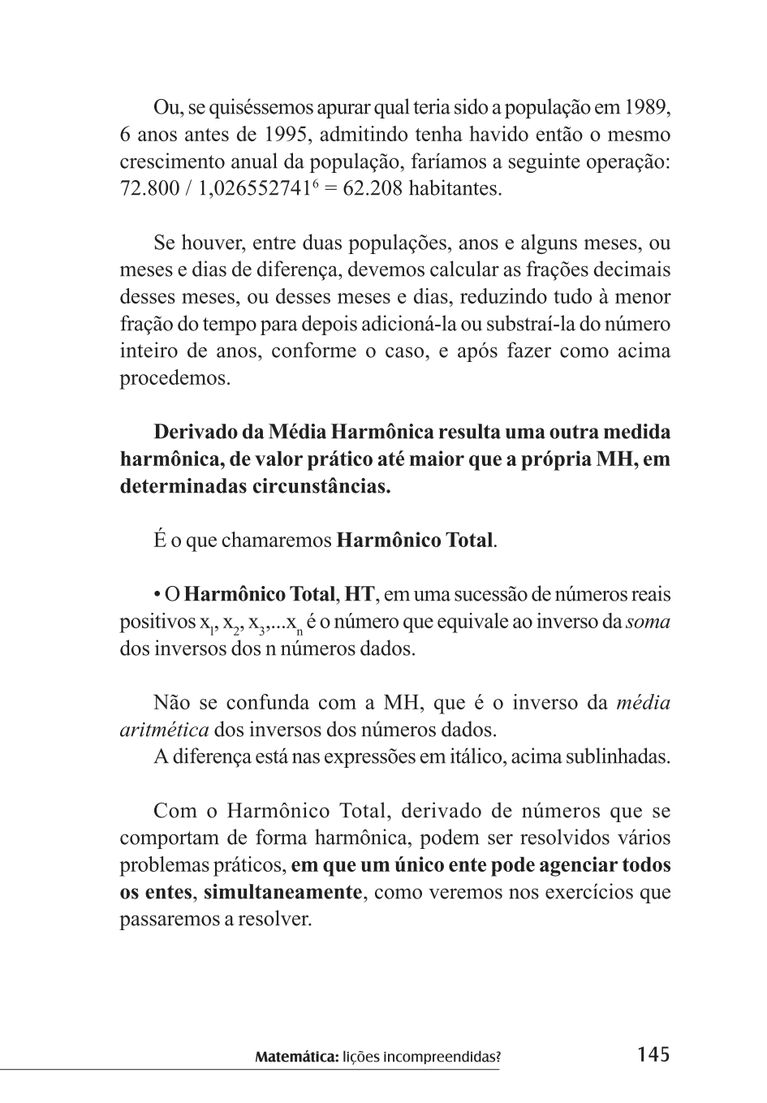 Ou, se quiséssemos apurar qual teria sido a população em 1989,
6 anos antes de 1995, admitindo tenha havido então o mesmo
crescimento anual da população, faríamos a seguinte operação:
72.800 / 1,026552741⁶ = 62.208 habitantes.
Se houver, entre duas populações, anos e alguns meses, ou
meses e dias de diferença, devemos calcular as frações decimais
desses meses, ou desses meses e dias, reduzindo tudo à menor
fração do tempo para depois adicioná-la ou substraí-la do número
inteiro de anos, conforme o caso, e após fazer como acima
procedemos.
Derivado da Média Harmônica resulta uma outra medida
harmônica, de valor prático até maior que a própria MH, em
determinadas circunstâncias.
É o que chamaremos Harmônico Total.
• O Harmônico Total, HT, em uma sucessão de números reais
positivos x₁, x₂, x₃,...xₙ é o número que equivale ao inverso da soma
dos inversos dos n números dados.
Não se confunda com a MH, que é o inverso da média
aritmética dos inversos dos números dados.
A diferença está nas expressões em itálico, acima sublinhadas.
Com o Harmônico Total, derivado de números que se
comportam de forma harmônica, podem ser resolvidos vários
problemas práticos, em que um único ente pode agenciar todos
os entes, simultaneamente, como veremos nos exercícios que
passaremos a resolver.
Matemática: lições incompreendidas? 145